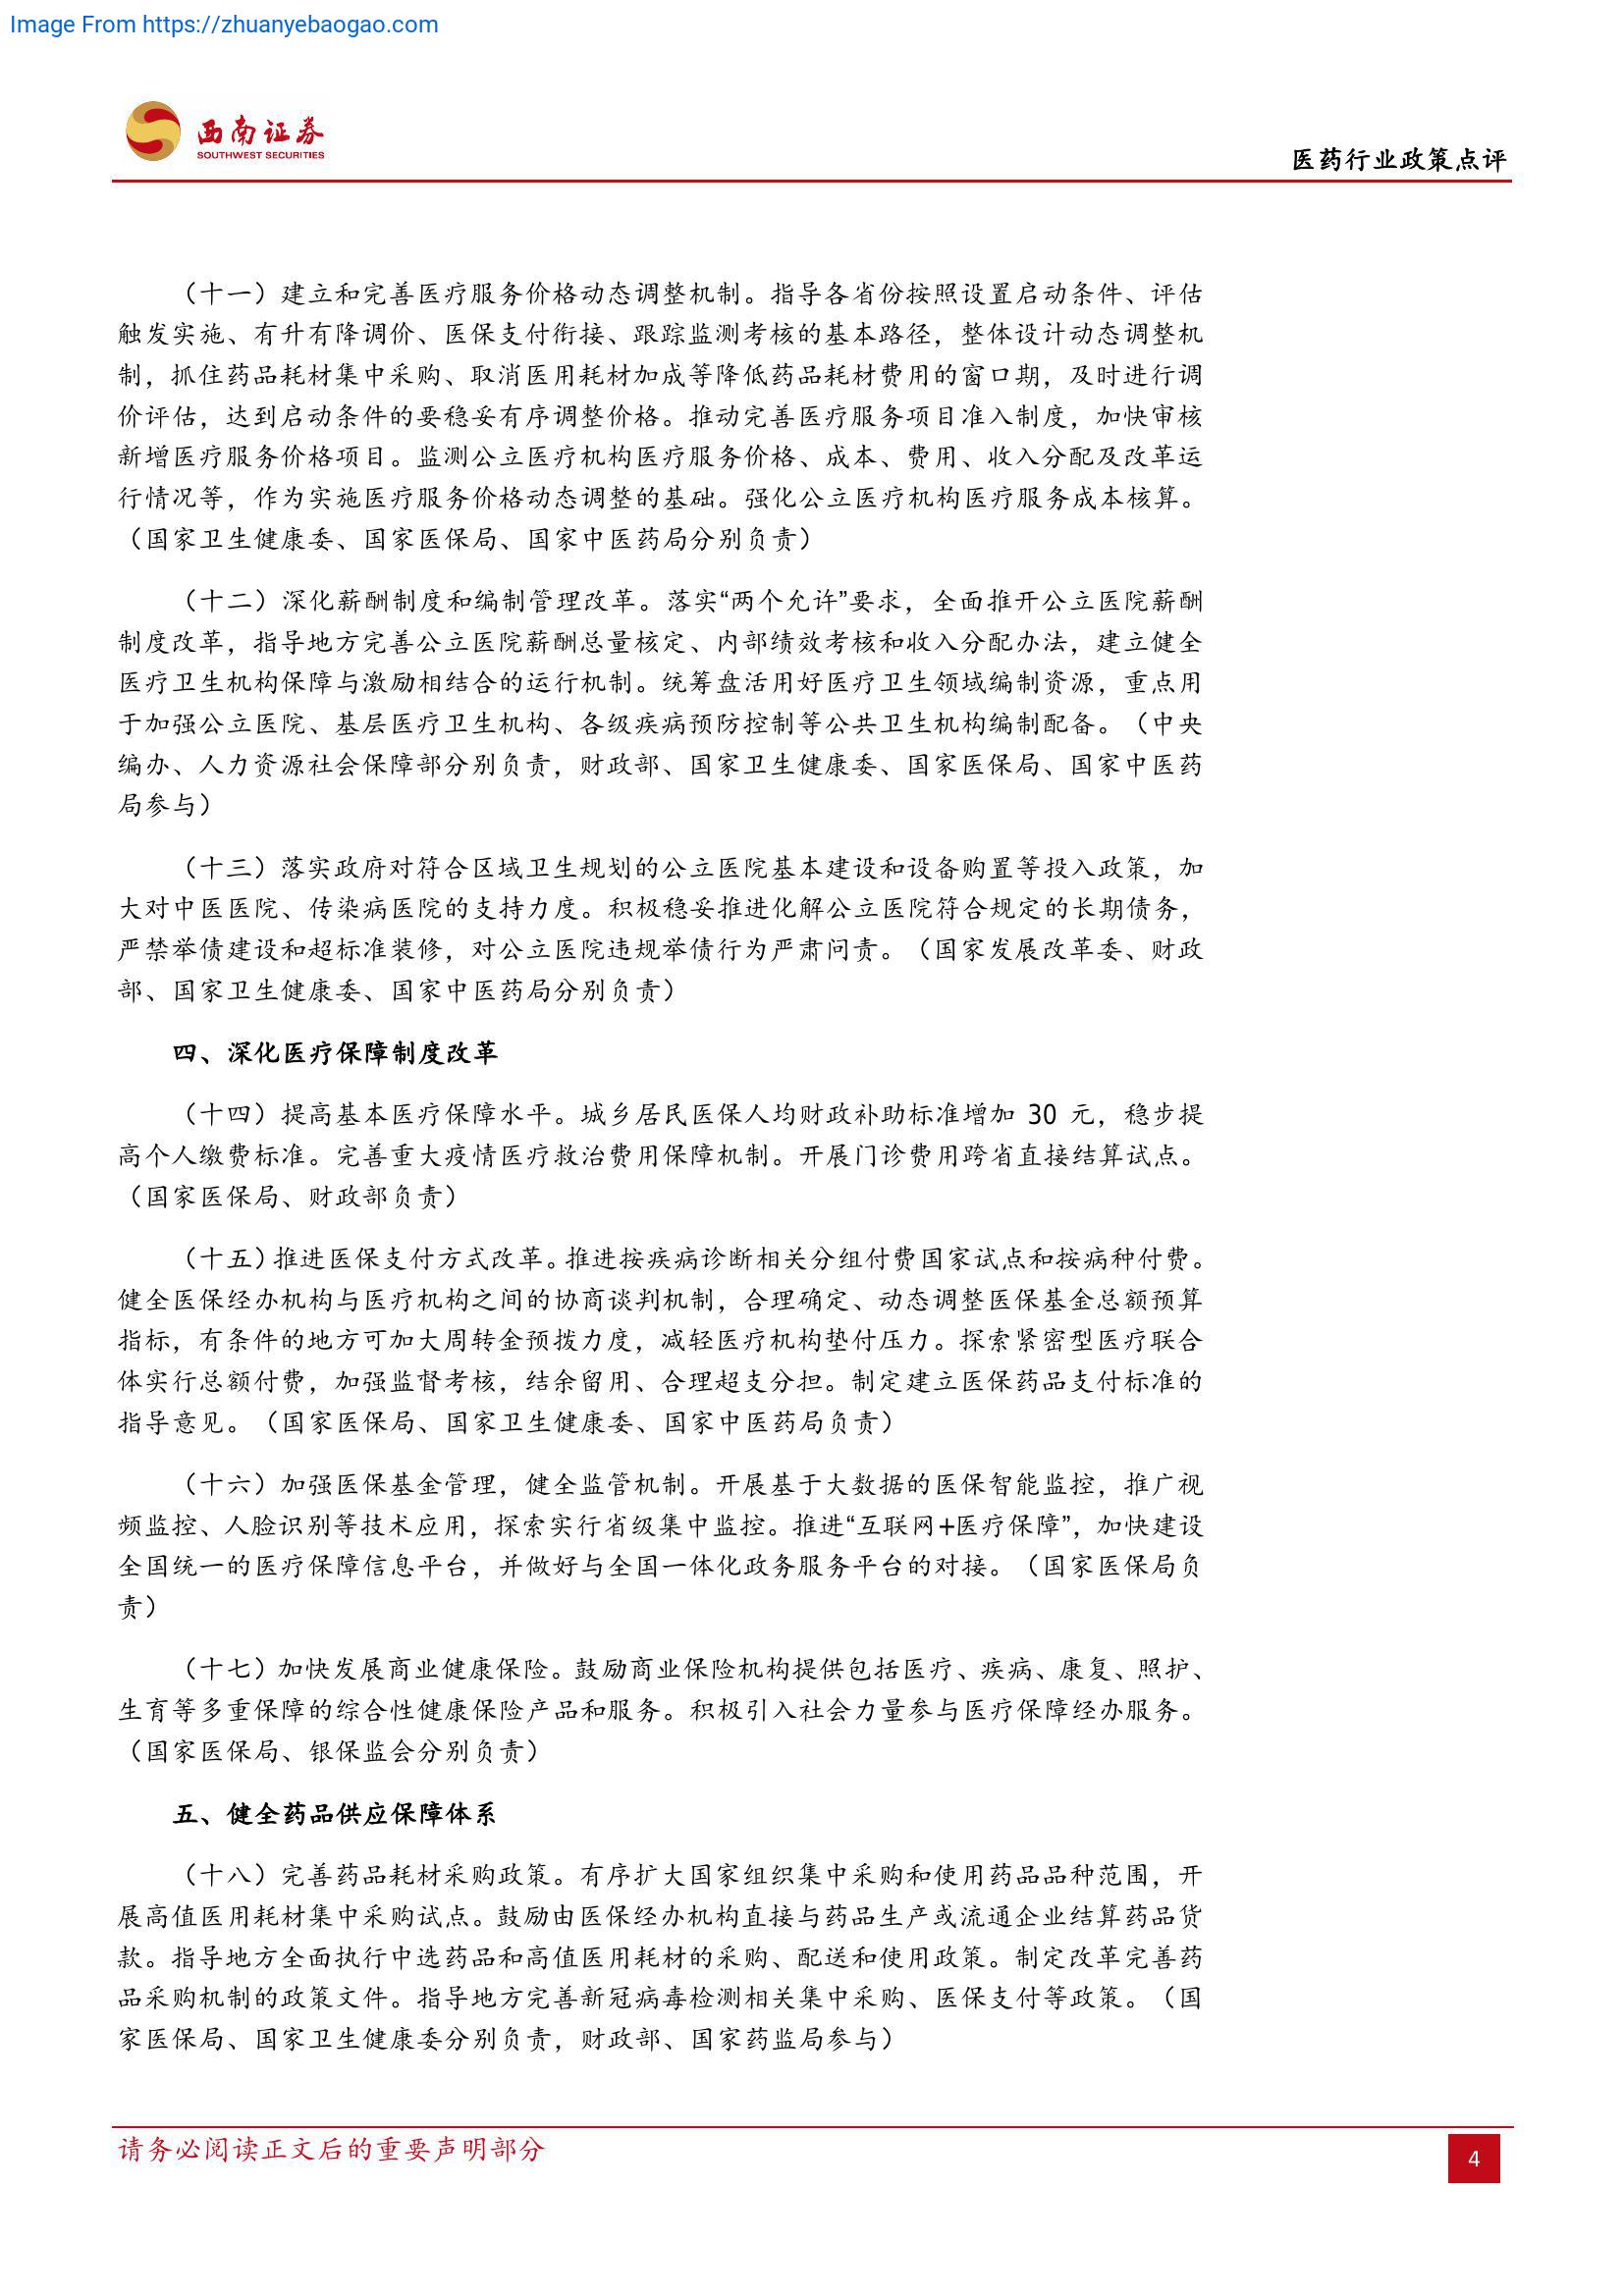 Image From https://zhuanyebaogao.com
西南证券
SOUTHWEST SECURITIES
医药行业政策点评
（十一）建立和完善医疗服务价格动态调整机制。指导各省份按照设置启动条件、评估
触发实施、有升有降调价、医保支付衔接、跟踪监测考核的基本路径，整体设计动态调整机
制，抓住药品耗材集中采购、取消医用耗材加成等降低药品耗材费用的窗口期，及时进行调
价评估，达到启动条件的要稳妥有序调整价格。推动完善医疗服务项目准入制度，加快审核
新增医疗服务价格项目。监测公立医疗机构医疗服务价格、成本、费用、收入分配及改革运
行情况等，作为实施医疗服务价格动态调整的基础。强化公立医疗机构医疗服务成本核算。
（国家卫生健康委、国家医保局、国家中医药局分别负责）
（十二）深化薪酬制度和编制管理改革。落实“两个允许”要求，全面推开公立医院薪酬
制度改革，指导地方完善公立医院薪酬总量核定、内部绩效考核和收入分配办法，建立健全
医疗卫生机构保障与激励相结合的运行机制。统筹盘活用好医疗卫生领域编制资源，重点用
于加强公立医院、基层医疗卫生机构、各级疾病预防控制等公共卫生机构编制配备。（中央
编办、人力资源社会保障部分别负责，财政部、国家卫生健康委、国家医保局、国家中医药
局参与）
（十三）落实政府对符合区域卫生规划的公立医院基本建设和设备购置等投入政策，加
大对中医医院、传染病医院的支持力度。积极稳妥推进化解公立医院符合规定的长期债务，
严禁举债建设和超标准装修，对公立医院违规举债行为严肃问责。（国家发展改革委、财政
部、国家卫生健康委、国家中医药局分别负责）
四、深化医疗保障制度改革
（十四）提高基本医疗保障水平。城乡居民医保人均财政补助标准增加 30 元，稳步提
高个人缴费标准。完善重大疫情医疗救治费用保障机制。开展门诊费用跨省直接结算试点。
（国家医保局、财政部负责）
（十五）推进医保支付方式改革。推进按疾病诊断相关分组付费国家试点和按病种付费。
健全医保经办机构与医疗机构之间的协商谈判机制，合理确定、动态调整医保基金总额预算
指标，有条件的地方可加大周转金预拨力度，减轻医疗机构垫付压力。探索紧密型医疗联合
体实行总额付费，加强监督考核，结余留用、合理超支分担。制定建立医保药品支付标准的
指导意见。（国家医保局、国家卫生健康委、国家中医药局负责）
（十六）加强医保基金管理，健全监管机制。开展基于大数据的医保智能监控，推广视
频监控、人脸识别等技术应用，探索实行省级集中监控。推进“互联网+医疗保障”，加快建设
全国统一的医疗保障信息平台，并做好与全国一体化政务服务平台的对接。（国家医保局负
责）
（十七）加快发展商业健康保险。鼓励商业保险机构提供包括医疗、疾病、康复、照护、
生育等多重保障的综合性健康保险产品和服务。积极引入社会力量参与医疗保障经办服务。
（国家医保局、银保监会分别负责）
五、健全药品供应保障体系
（十八）完善药品耗材采购政策。有序扩大国家组织集中采购和使用药品品种范围，开
展高值医用耗材集中采购试点。鼓励由医保经办机构直接与药品生产或流通企业结算药品货
款。指导地方全面执行中选药品和高值医用耗材的采购、配送和使用政策。制定改革完善药
品采购机制的政策文件。指导地方完善新冠病毒检测相关集中采购、医保支付等政策。（国
家医保局、国家卫生健康委分别负责，财政部、国家药监局参与）
请务必阅读正文后的重要声明部分
4